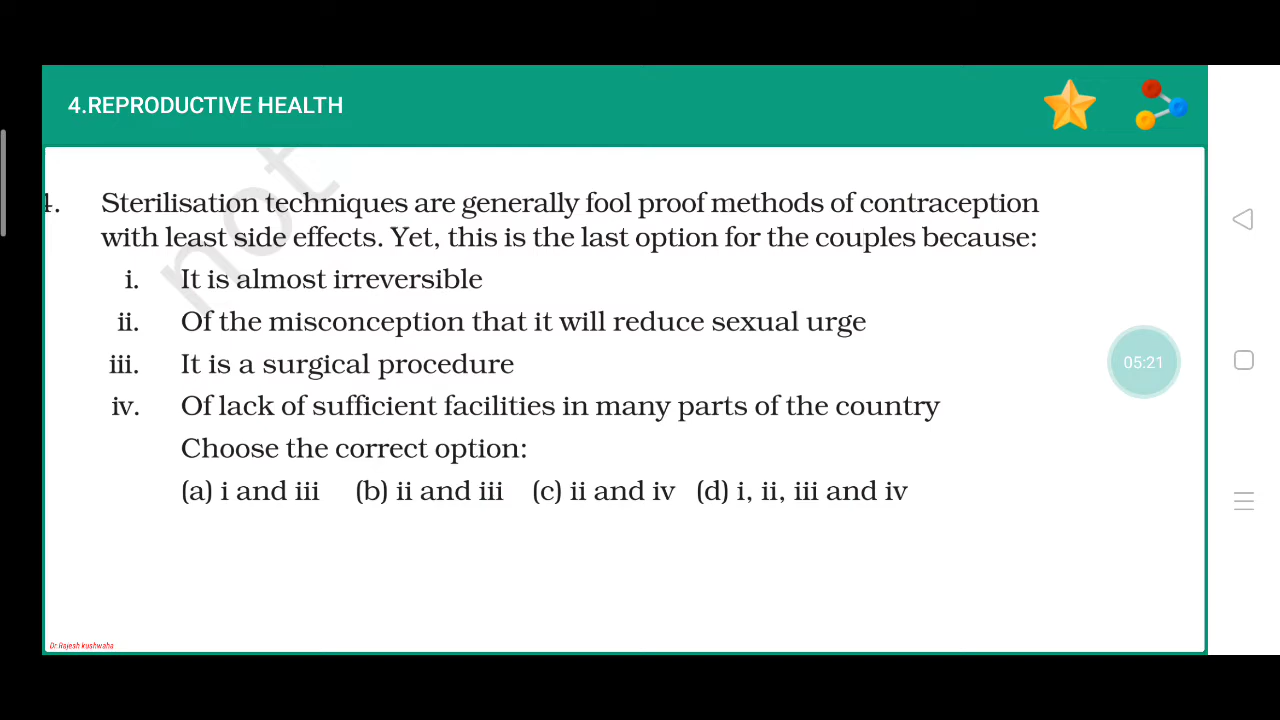 4.REPRODUCTIVE HEALTH
not
4. Sterilisation techniques are generally fool proof methods of contraception
with least side effects. Yet, this is the last option for the couples because:
i. It is almost irreversible
ii. Of the misconception that it will reduce sexual urge
iii. It is a surgical procedure
05:21
iv. Of lack of sufficient facilities in many parts of the country
Choose the correct option:
(a) i and iii (b) ii and iii (c) ii and iv (d) i, ii, iii and iv
Dr.Rajesh kushwaha